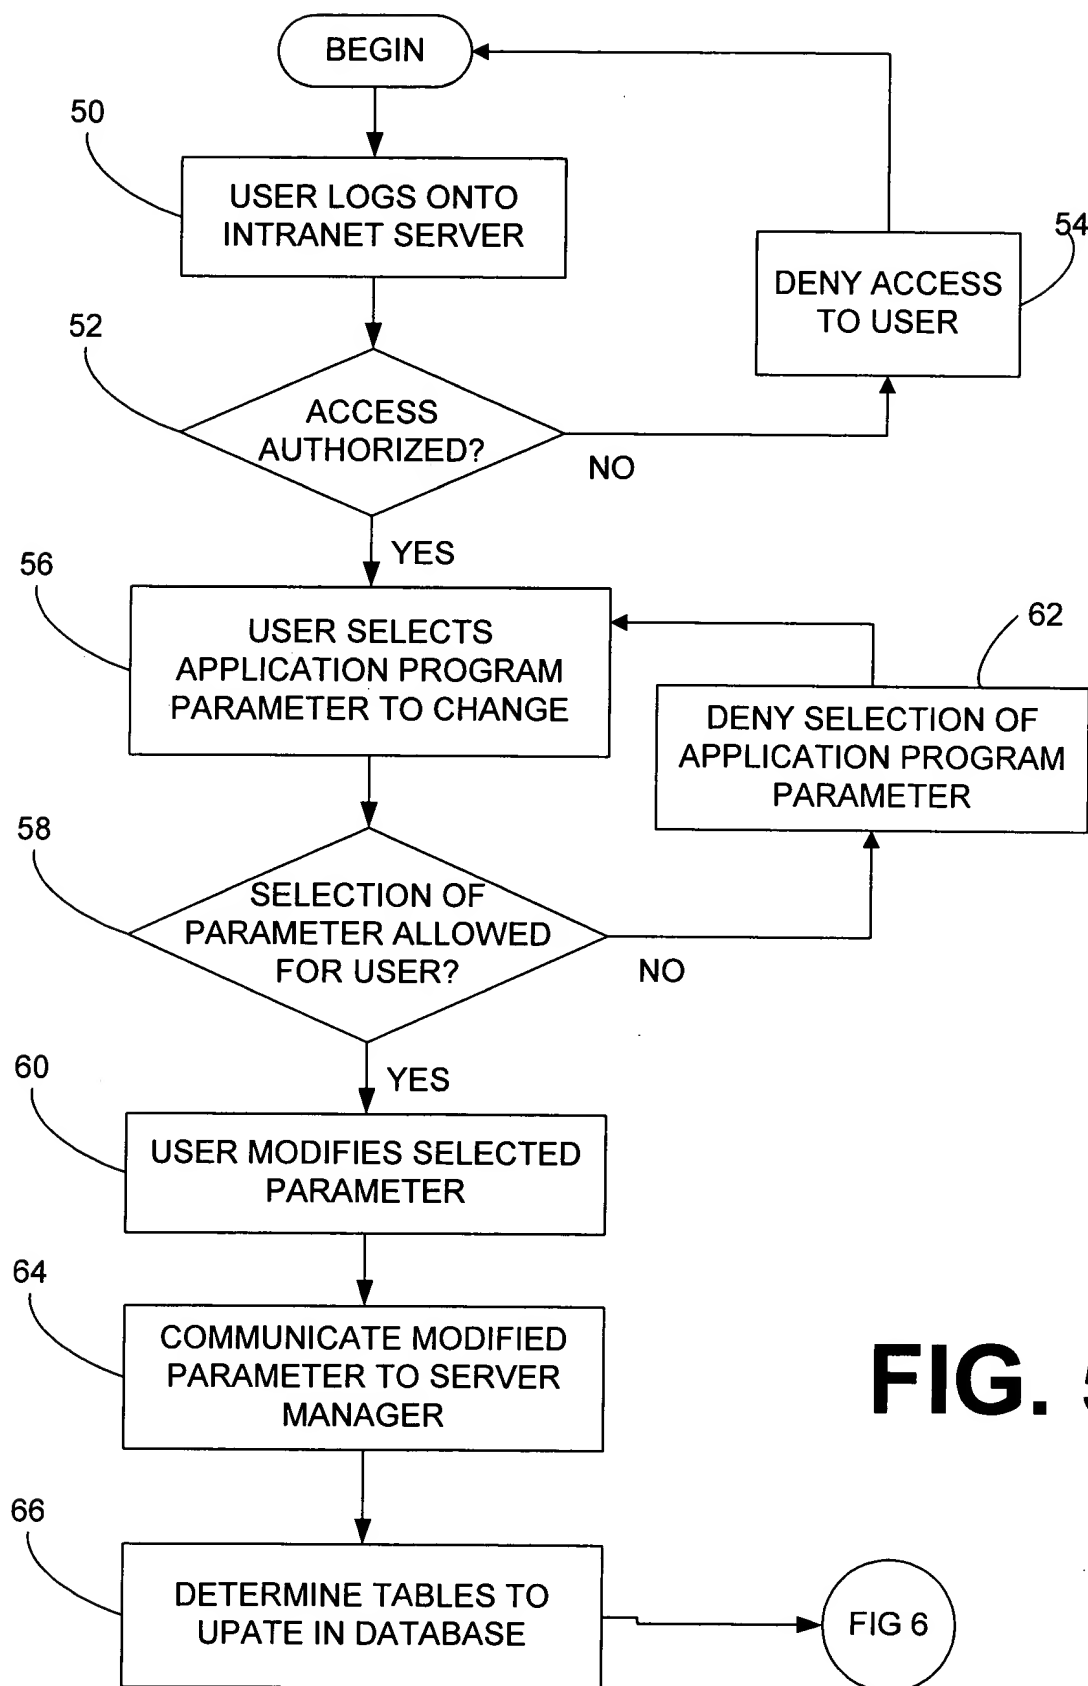 BEGIN
50
USER LOGS ONTO
INTRANET SERVER
54
DENY ACCESS
TO USER
52
ACCESS
AUTHORIZED?
NO
YES
56
USER SELECTS
APPLICATION PROGRAM
PARAMETER TO CHANGE
62
DENY SELECTION OF
APPLICATION PROGRAM
PARAMETER
58
SELECTION OF
PARAMETER ALLOWED
FOR USER?
NO
YES
60
USER MODIFIES SELECTED
PARAMETER
64
COMMUNICATE MODIFIED
PARAMETER TO SERVER
MANAGER
FIG. 5
66
DETERMINE TABLES TO
UPATE IN DATABASE
FIG 6